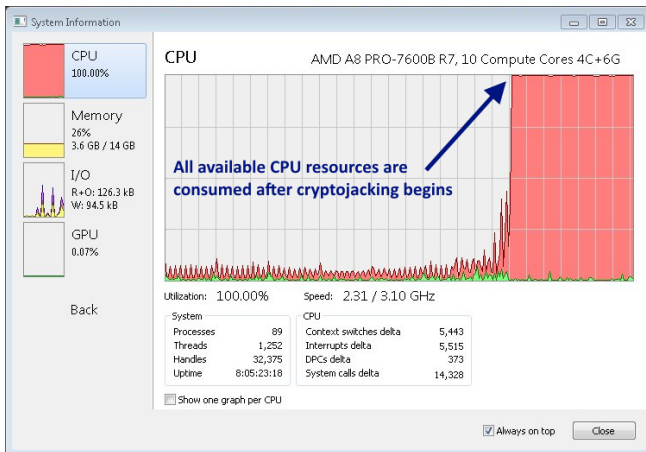 System Information
CPU
100.00%
Memory
26%
3.6 GB / 14 GB
I/O
R+O: 126.3 kB
W: 94.5 kB
GPU
0.07%
Back
CPU
AMD A8 PRO-7600B R7, 10 Compute Cores 4C+6G
All available CPU resources are
consumed after cryptojacking begins
Utilization: 100.00% Speed: 2.31 / 3.10 GHz
System
Processes 89
Threads 1,252
Handles 32,375
Uptime 8:05:23:18
CPU
Context switches delta 5,443
Interrupts delta 5,515
DPCs delta 373
System calls delta 14,328
Show one graph per CPU
Always on top
Close